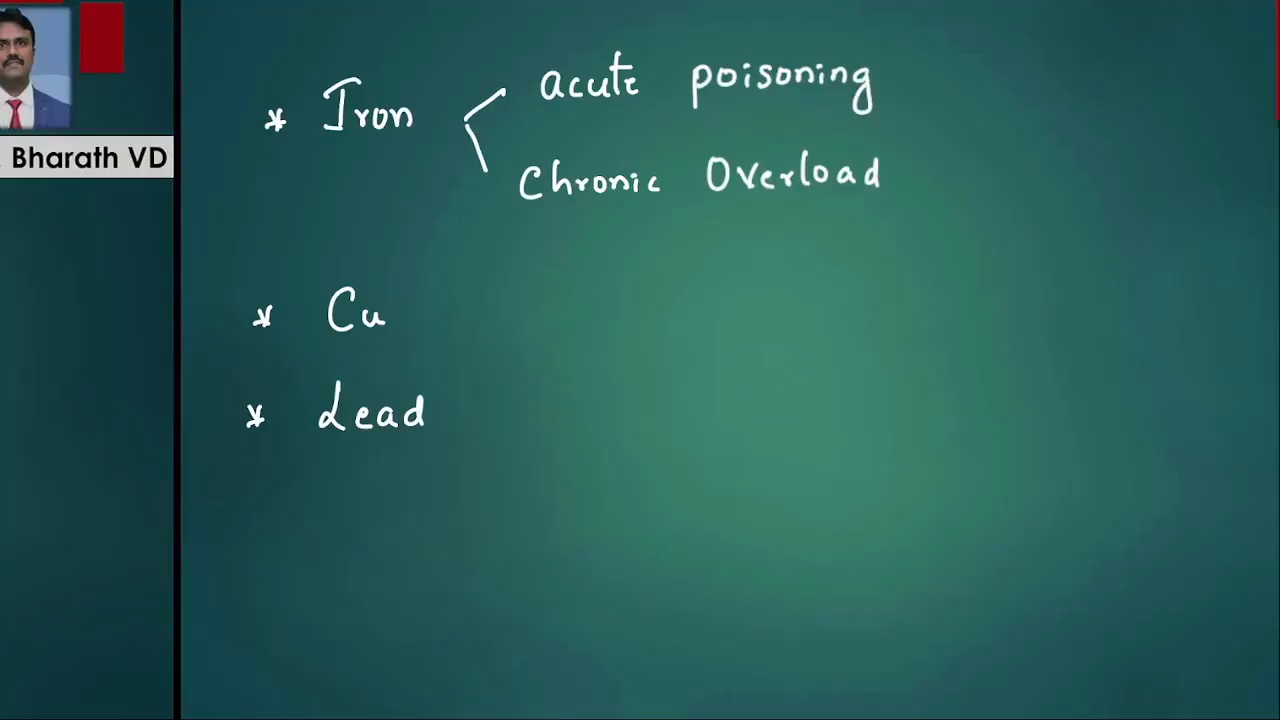 . Bharath VD
* Iron
acute poisoning
chronic Overload
* Cu
* Lead